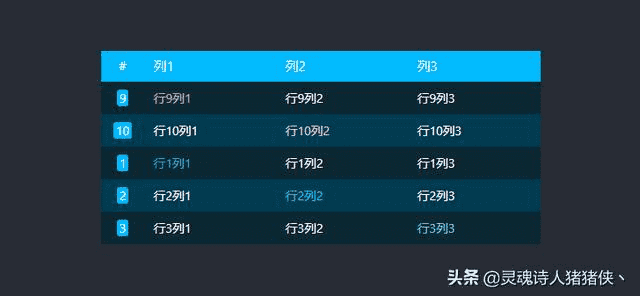 # 列1 列2 列3
9 行9列1 行9列2 行9列3
10 行10列1 行10列2 行10列3
1 行1列1 行1列2 行1列3
2 行2列1 行2列2 行2列3
3 行3列1 行3列2 行3列3
头条 @灵魂诗人猪猪侠丶